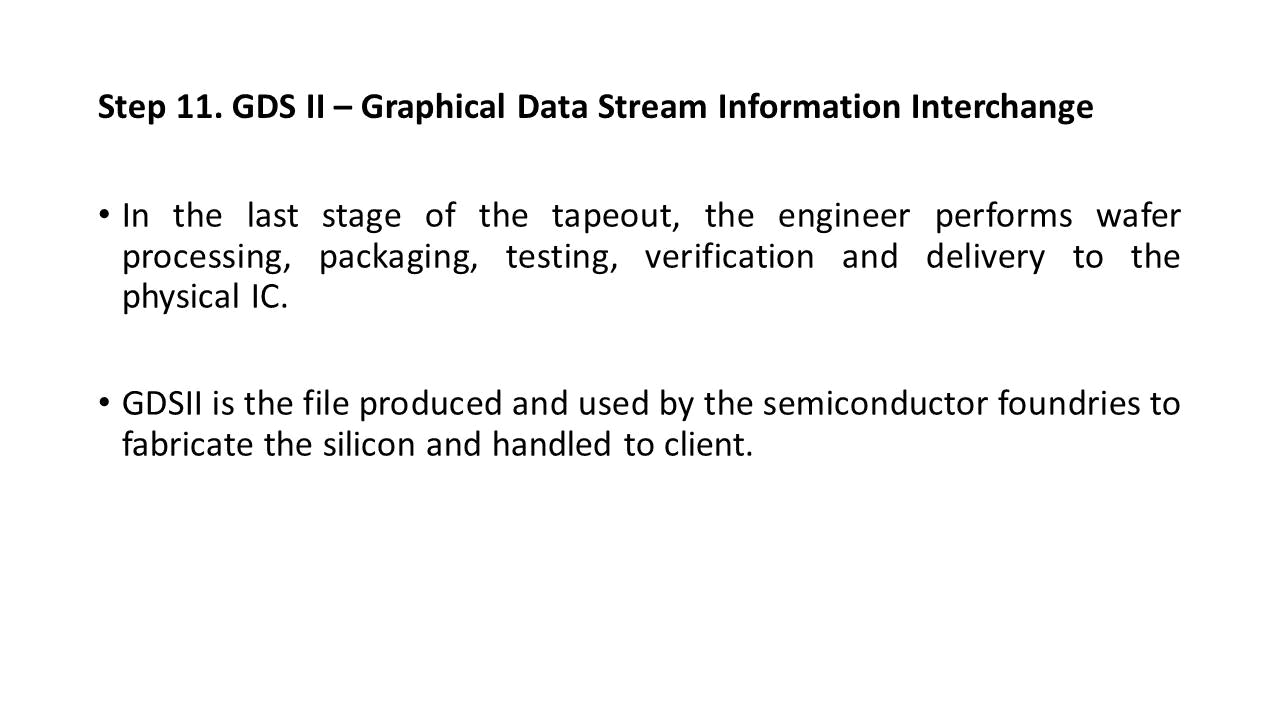 Step 11. GDS II – Graphical Data Stream Information Interchange
• In the last stage of the tapeout, the engineer performs wafer
processing, packaging, testing, verification and delivery to the
physical IC.
• GDSII is the file produced and used by the semiconductor foundries to
fabricate the silicon and handled to client.